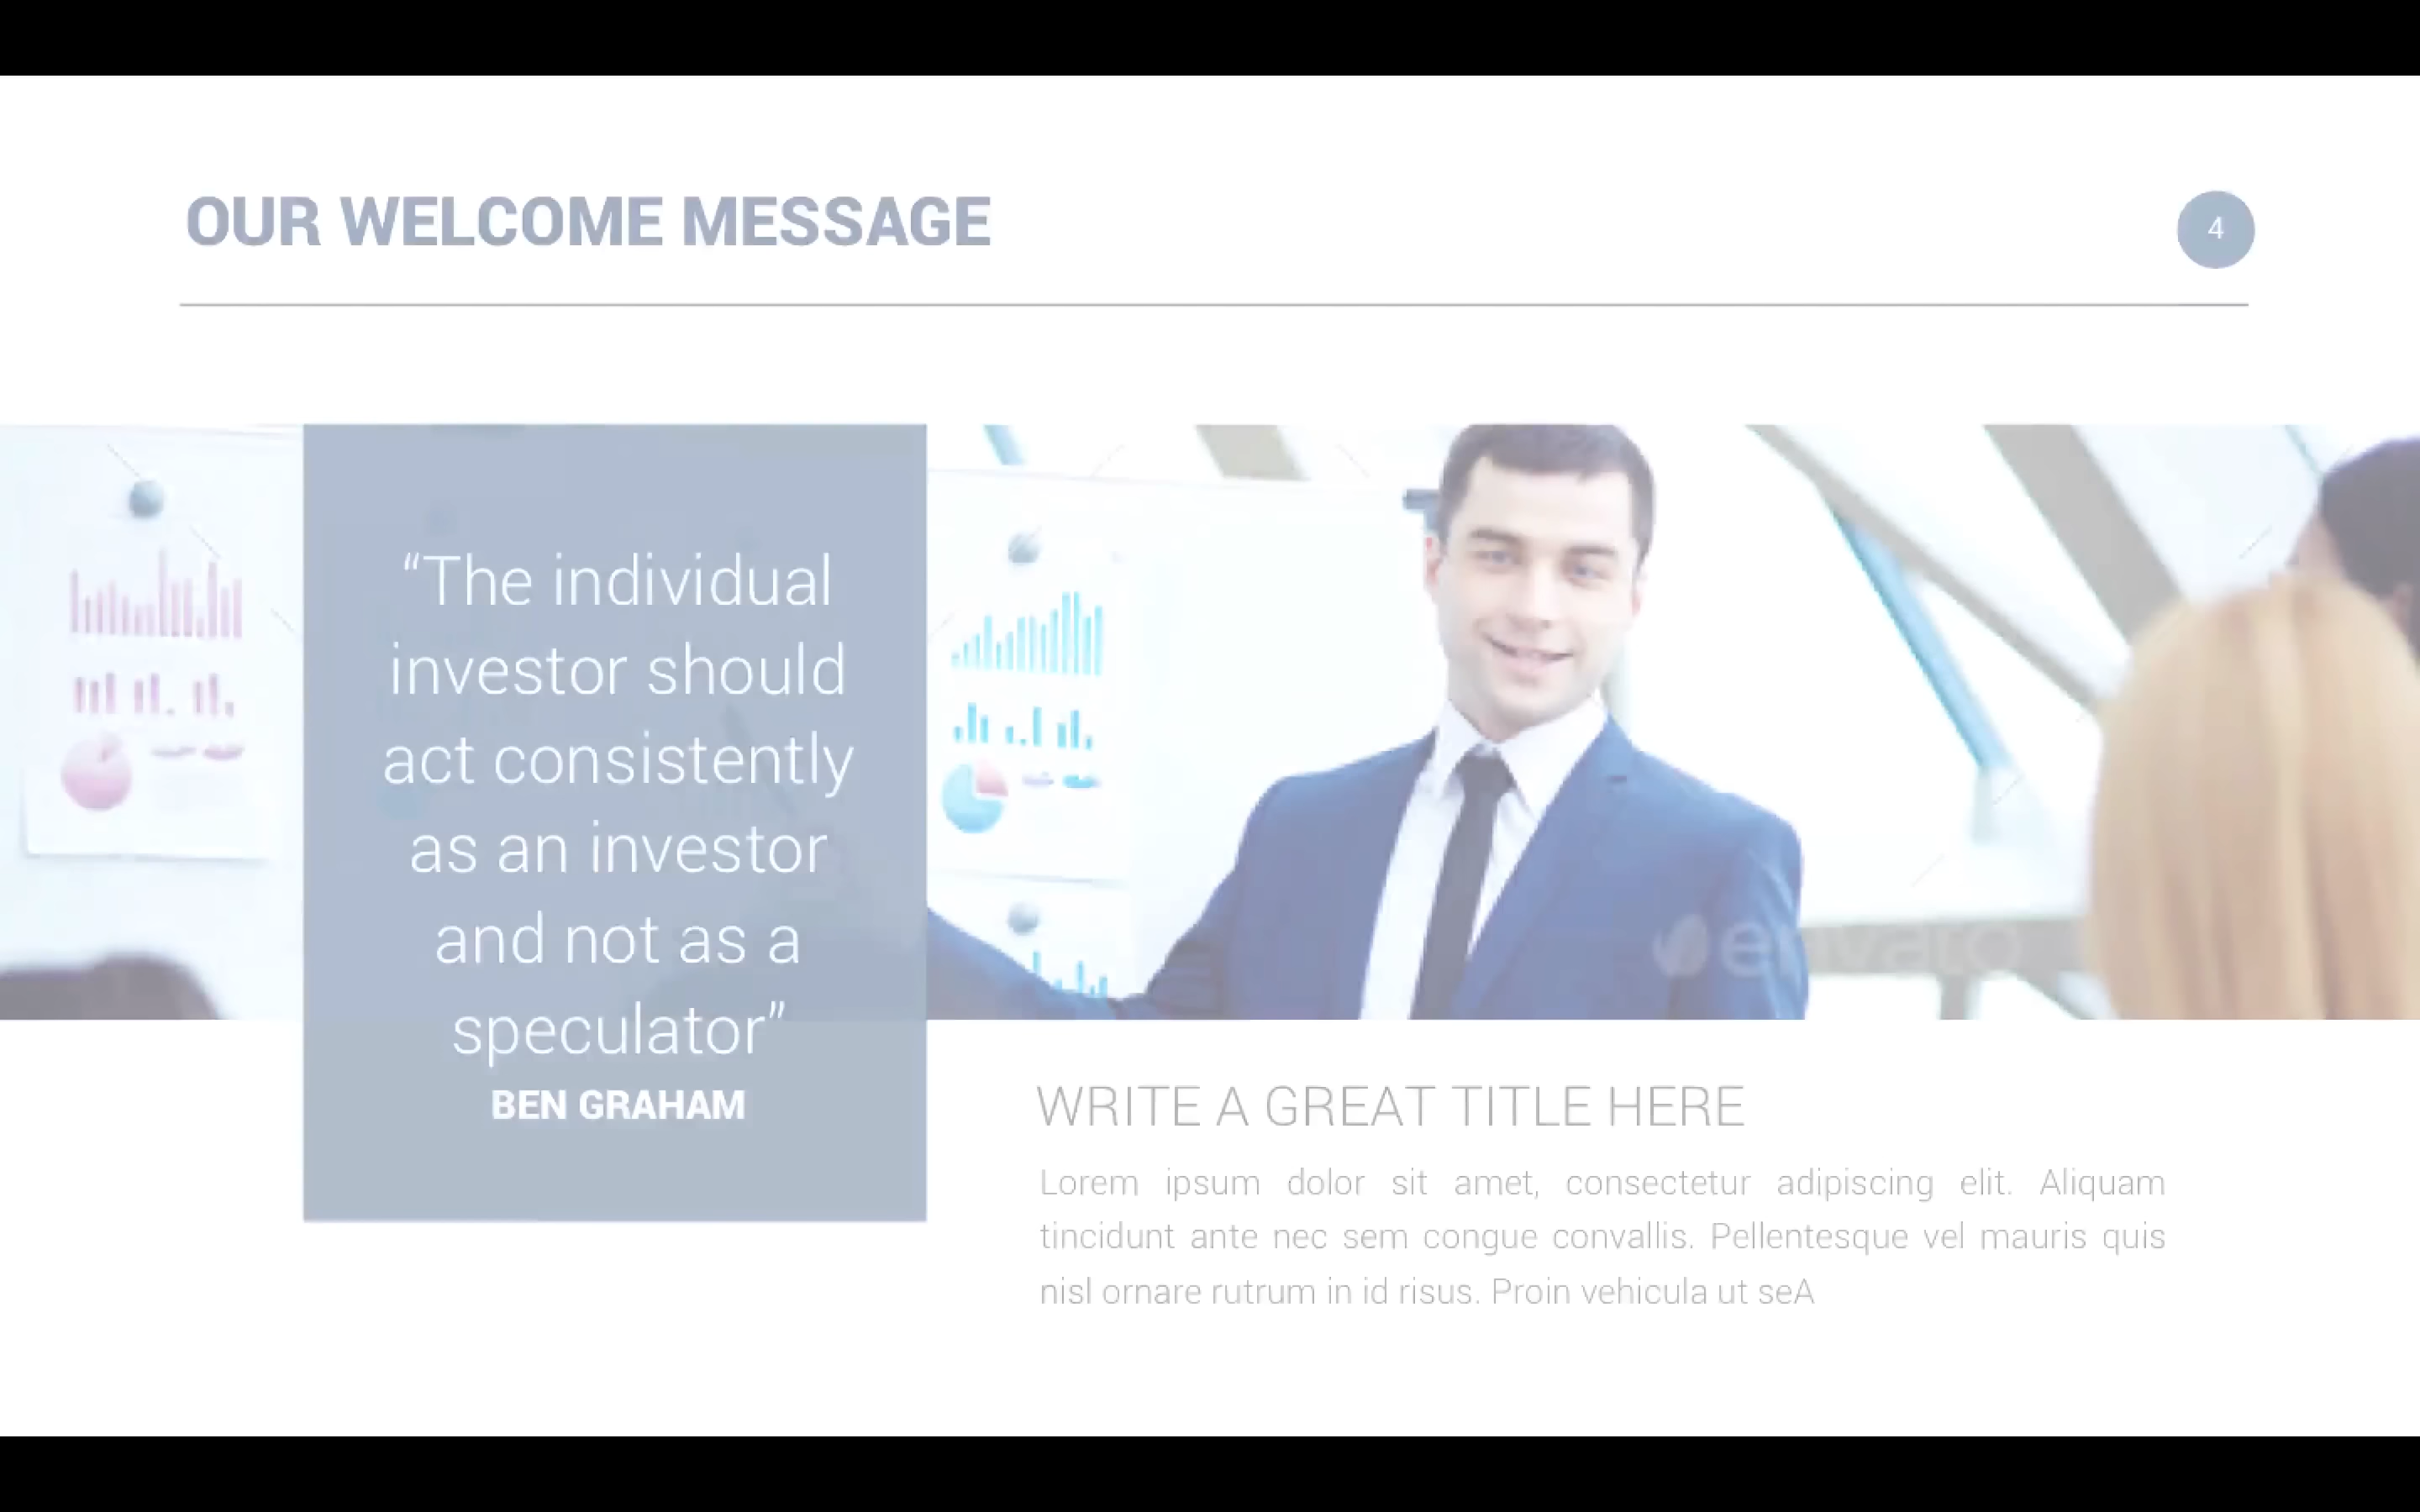 OUR WELCOME MESSAGE
4
“The individual
investor should
act consistently
as an investor
and not as a
speculator”
BEN GRAHAM
envato
WRITE A GREAT TITLE HERE
Lorem ipsum dolor sit amet, consectetur adipiscing elit. Aliquam
tincidunt ante nec sem congue convallis. Pellentesque vel mauris quis
nisl ornare rutrum in id risus. Proin vehicula ut seA